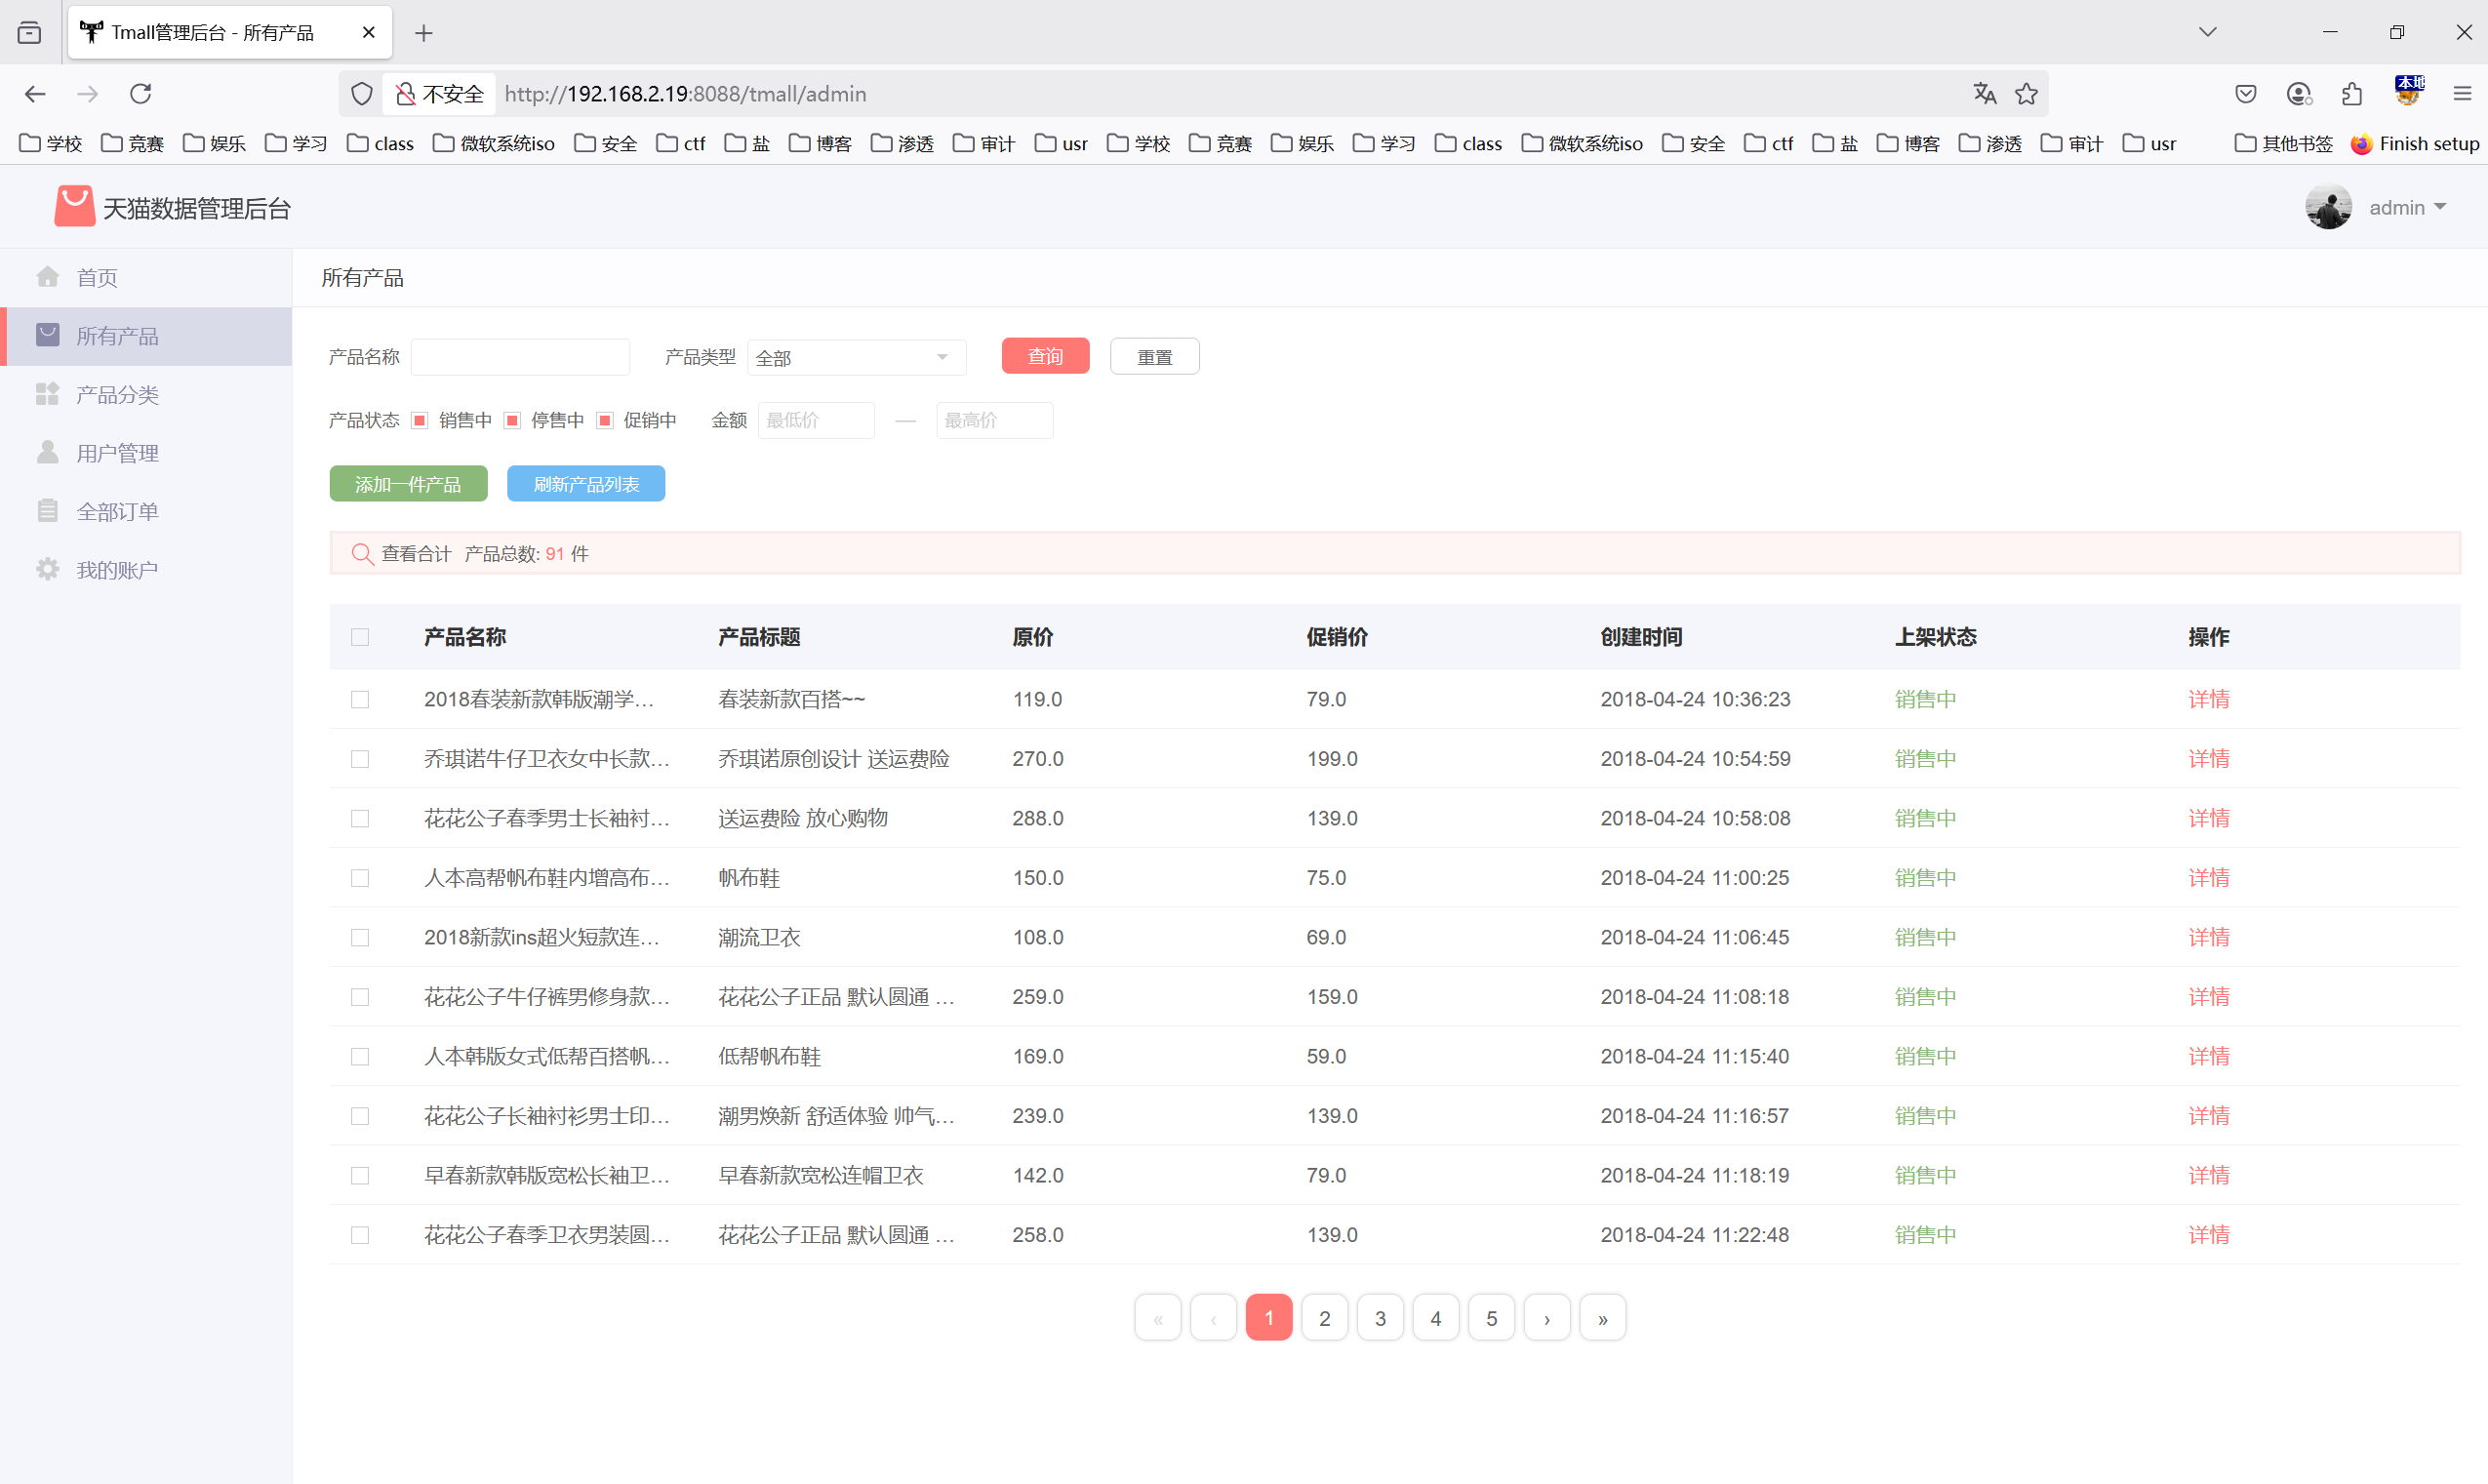 Tmall管理后台 - 所有产品
不安全 http://192.168.2.19:8088/tmall/admin
本地
学校 竞赛 娱乐 学习 class 微软系统iso 安全 ctf 盐 博客 渗透 审计 usr 学校 竞赛 娱乐 学习 class 微软系统iso 安全 ctf 盐 博客 渗透 审计 usr 其他书签 Finish setup
天猫数据管理后台 admin
首页
所有产品
产品分类
用户管理
全部订单
我的账户
所有产品
产品名称 产品类型 全部 查询 重置
产品状态 销售中 停售中 促销中 金额 最低价 — 最高价
添加一件产品 刷新产品列表
查看合计 产品总数: 91 件
产品名称 产品标题 原价 促销价 创建时间 上架状态 操作
2018春装新款韩版潮学… 春装新款百搭~~ 119.0 79.0 2018-04-24 10:36:23 销售中 详情
乔琪诺牛仔卫衣女中长款… 乔琪诺原创设计 送运费险 270.0 199.0 2018-04-24 10:54:59 销售中 详情
花花公子春季男士长袖衬… 送运费险 放心购物 288.0 139.0 2018-04-24 10:58:08 销售中 详情
人本高帮帆布鞋内增高布… 帆布鞋 150.0 75.0 2018-04-24 11:00:25 销售中 详情
2018新款ins超火短款连… 潮流卫衣 108.0 69.0 2018-04-24 11:06:45 销售中 详情
花花公子牛仔裤男修身款… 花花公子正品 默认圆通 … 259.0 159.0 2018-04-24 11:08:18 销售中 详情
人本韩版女式低帮百搭帆… 低帮帆布鞋 169.0 59.0 2018-04-24 11:15:40 销售中 详情
花花公子长袖衬衫男士印… 潮男焕新 舒适体验 帅气… 239.0 139.0 2018-04-24 11:16:57 销售中 详情
早春新款韩版宽松长袖卫… 早春新款宽松连帽卫衣 142.0 79.0 2018-04-24 11:18:19 销售中 详情
花花公子春季卫衣男装圆… 花花公子正品 默认圆通 … 258.0 139.0 2018-04-24 11:22:48 销售中 详情
« ‹ 1 2 3 4 5 › »